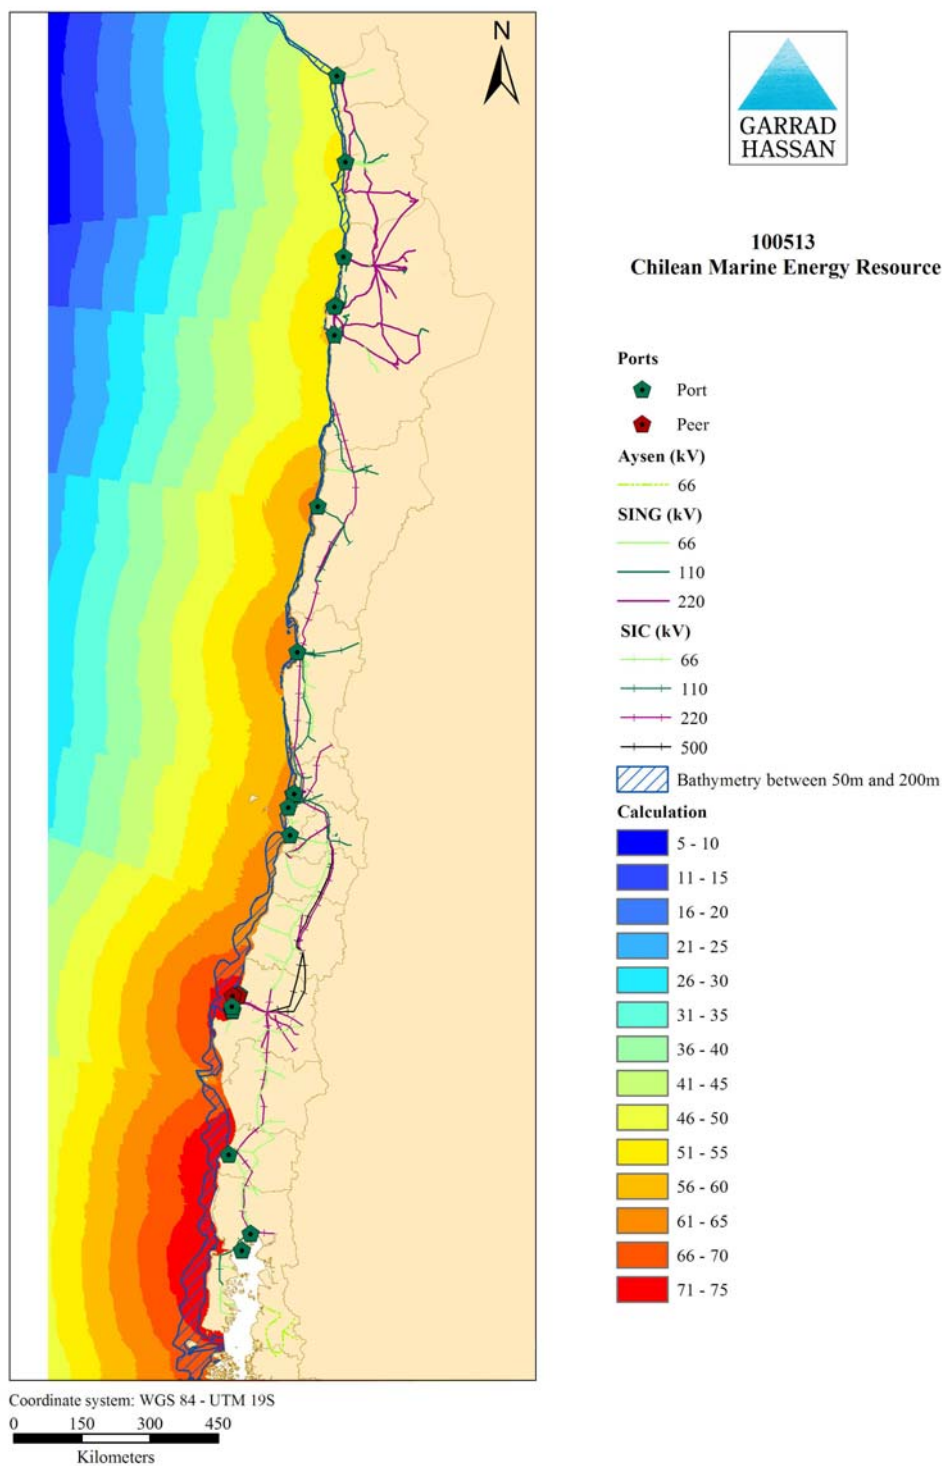 N
GARRAD
HASSAN
100513
Chilean Marine Energy Resource
Ports
Port
Peer
Aysen (kV)
66
SING (kV)
66
110
220
SIC (kV)
66
110
220
500
Bathymetry between 50m and 200m
Calculation
5 - 10
11 - 15
16 - 20
21 - 25
26 - 30
31 - 35
36 - 40
41 - 45
46 - 50
51 - 55
56 - 60
61 - 65
66 - 70
71 - 75
Coordinate system: WGS 84 - UTM 19S
0 150 300 450
Kilometers